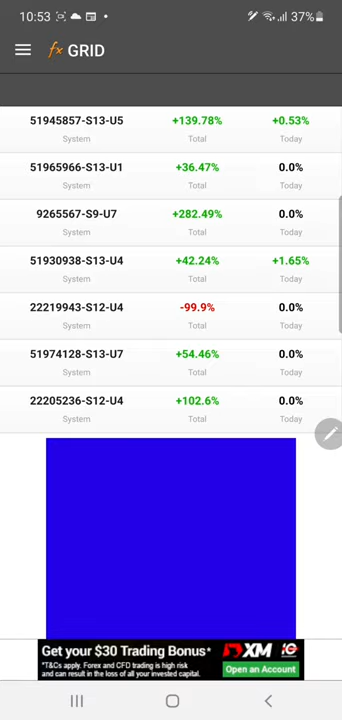 10:53
37%
fx GRID
51945857-S13-U5 +139.78% +0.53%
System Total Today
51965966-S13-U1 +36.47% 0.0%
System Total Today
9265567-S9-U7 +282.49% 0.0%
System Total Today
51930938-S13-U4 +42.24% +1.65%
System Total Today
22219943-S12-U4 -99.9% 0.0%
System Total Today
51974128-S13-U7 +54.46% 0.0%
System Total Today
22205236-S12-U4 +102.6% 0.0%
System Total Today
Get your $30 Trading Bonus* XM
*T&Cs apply. Forex and CFD trading is high risk
and can result in the loss of all your invested capital.
Open an Account